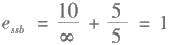 e_ssb = 10/∞ + 5/5 = 1